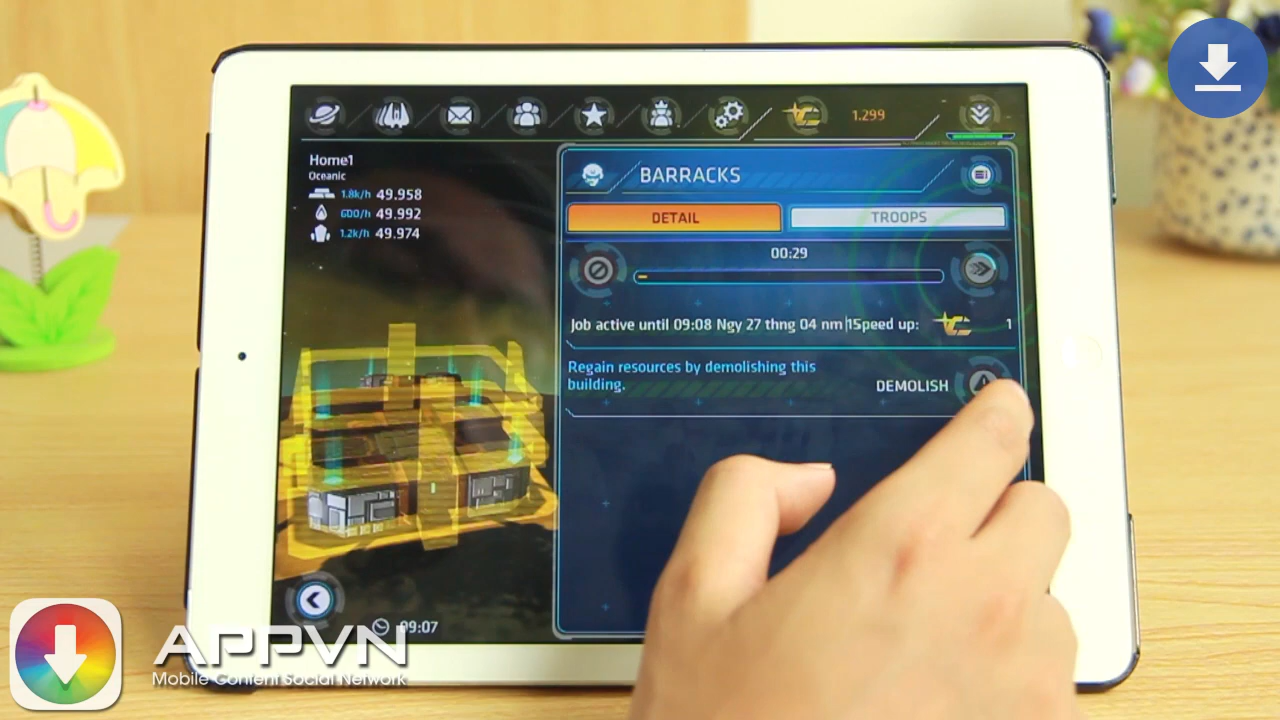 1.299
Home1
Oceanic
1.8k/h 49.958
600/h 49.992
1.2k/h 49.974
BARRACKS
DETAIL
TROOPS
00:29
Job active until 09:08 Ngy 27 thng 04 nm 15peed up:
1
Regain resources by demolishing this
building.
DEMOLISH
09:07
APPVN
Mobile Content Social Network